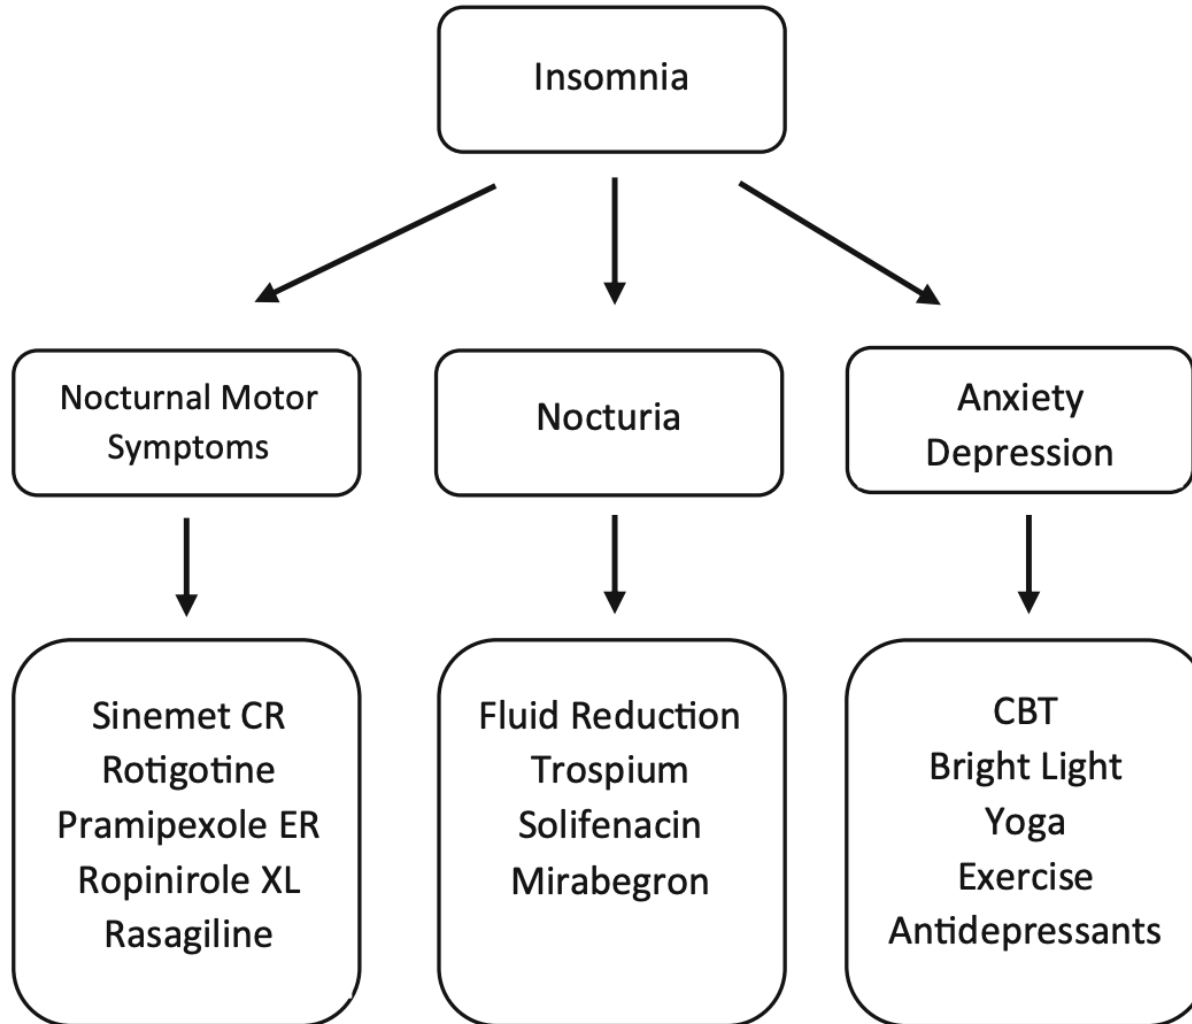 Insomnia
Nocturnal Motor
Symptoms
Nocturia
Anxiety
Depression
Sinemet CR
Rotigotine
Pramipexole ER
Ropinirole XL
Rasagiline
Fluid Reduction
Trospium
Solifenacin
Mirabegron
CBT
Bright Light
Yoga
Exercise
Antidepressants